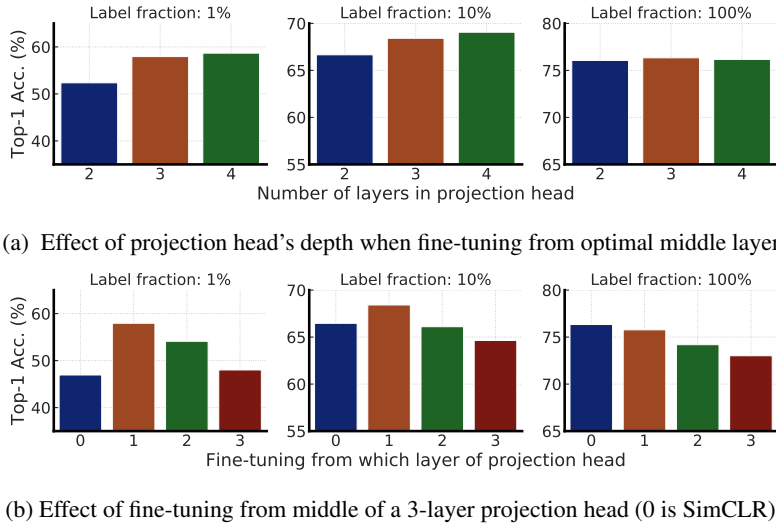 Label fraction: 1% Label fraction: 10% Label fraction: 100%
Top-1 Acc. (%)
60
50
40
2 3 4
70
65
60
55
2 3 4
80
75
70
65
2 3 4
Number of layers in projection head
(a) Effect of projection head's depth when fine-tuning from optimal middle layer
Label fraction: 1% Label fraction: 10% Label fraction: 100%
Top-1 Acc. (%)
60
50
40
0 1 2 3
70
65
60
55
0 1 2 3
80
75
70
65
0 1 2 3
Fine-tuning from which layer of projection head
(b) Effect of fine-tuning from middle of a 3-layer projection head (0 is SimCLR)